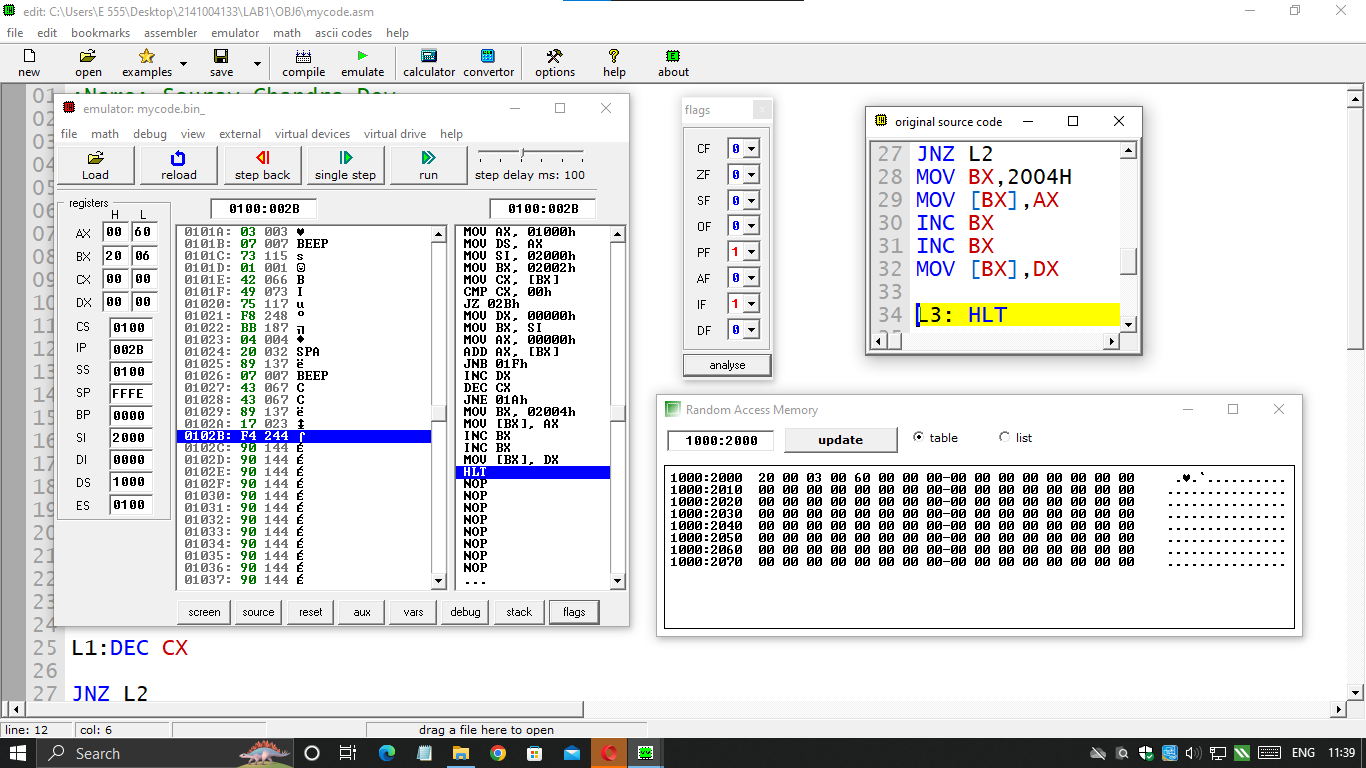 edit: C:\Users\E 555\Desktop\2141004133\LAB1\OBJ6\mycode.asm
file edit bookmarks assembler emulator math ascii codes help
new open examples save compile emulate calculator convertor options help about
01
02
03
04
05
06
07
08
09
10
11
12
13
14
15
16
17
18
19
20
21
22
23
24
25 L1:DEC CX
26
27 JNZ L2
emulator: mycode.bin_
file math debug view external virtual devices virtual drive help
Load reload step back single step run step delay ms: 100
registers
H L
AX 00 60
BX 20 06
CX 00 00
DX 00 00
CS 0100
IP 002B
SS 0100
SP FFFE
BP 0000
SI 2000
DI 0000
DS 1000
ES 0100
0100:002B
0101A: 03 003 ♥
0101B: 07 007 BEEP
0101C: 73 115 s
0101D: 01 001 ☺
0101E: 42 066 B
0101F: 49 073 I
01020: 75 117 u
01021: F8 248 °
01022: BB 187 ╗
01023: 04 004 ♦
01024: 20 032 SPA
01025: 89 137 ë
01026: 07 007 BEEP
01027: 43 067 C
01028: 43 067 C
01029: 89 137 ë
0102A: 17 023 ↨
0102B: F4 244 ⌠
0102C: 90 144 É
0102D: 90 144 É
0102E: 90 144 É
0102F: 90 144 É
01030: 90 144 É
01031: 90 144 É
01032: 90 144 É
01033: 90 144 É
01034: 90 144 É
01035: 90 144 É
01036: 90 144 É
01037: 90 144 É
0100:002B
MOV AX, 01000h
MOV DS, AX
MOV SI, 02000h
MOV BX, 02002h
MOV CX, [BX]
CMP CX, 00h
JZ 02Bh
MOV DX, 00000h
MOV BX, SI
MOV AX, 00000h
ADD AX, [BX]
JNB 01Fh
INC DX
DEC CX
JNE 01Ah
MOV BX, 02004h
MOV [BX], AX
INC BX
INC BX
MOV [BX], DX
HLT
NOP
NOP
NOP
NOP
NOP
NOP
NOP
NOP
...
screen source reset aux vars debug stack flags
flags
CF 0
ZF 0
SF 0
OF 0
PF 1
AF 0
IF 1
DF 0
analyse
original source code
27 JNZ L2
28 MOV BX,2004H
29 MOV [BX],AX
30 INC BX
31 INC BX
32 MOV [BX],DX
33
34 L3: HLT
Random Access Memory
1000:2000 update table list
1000:2000 20 00 03 00 60 00 00 00-00 00 00 00 00 00 00 00 .♥.`...........
1000:2010 00 00 00 00 00 00 00 00-00 00 00 00 00 00 00 00 ................
1000:2020 00 00 00 00 00 00 00 00-00 00 00 00 00 00 00 00 ................
1000:2030 00 00 00 00 00 00 00 00-00 00 00 00 00 00 00 00 ................
1000:2040 00 00 00 00 00 00 00 00-00 00 00 00 00 00 00 00 ................
1000:2050 00 00 00 00 00 00 00 00-00 00 00 00 00 00 00 00 ................
1000:2060 00 00 00 00 00 00 00 00-00 00 00 00 00 00 00 00 ................
1000:2070 00 00 00 00 00 00 00 00-00 00 00 00 00 00 00 00 ................
line: 12 col: 6 drag a file here to open
Search ENG 11:39